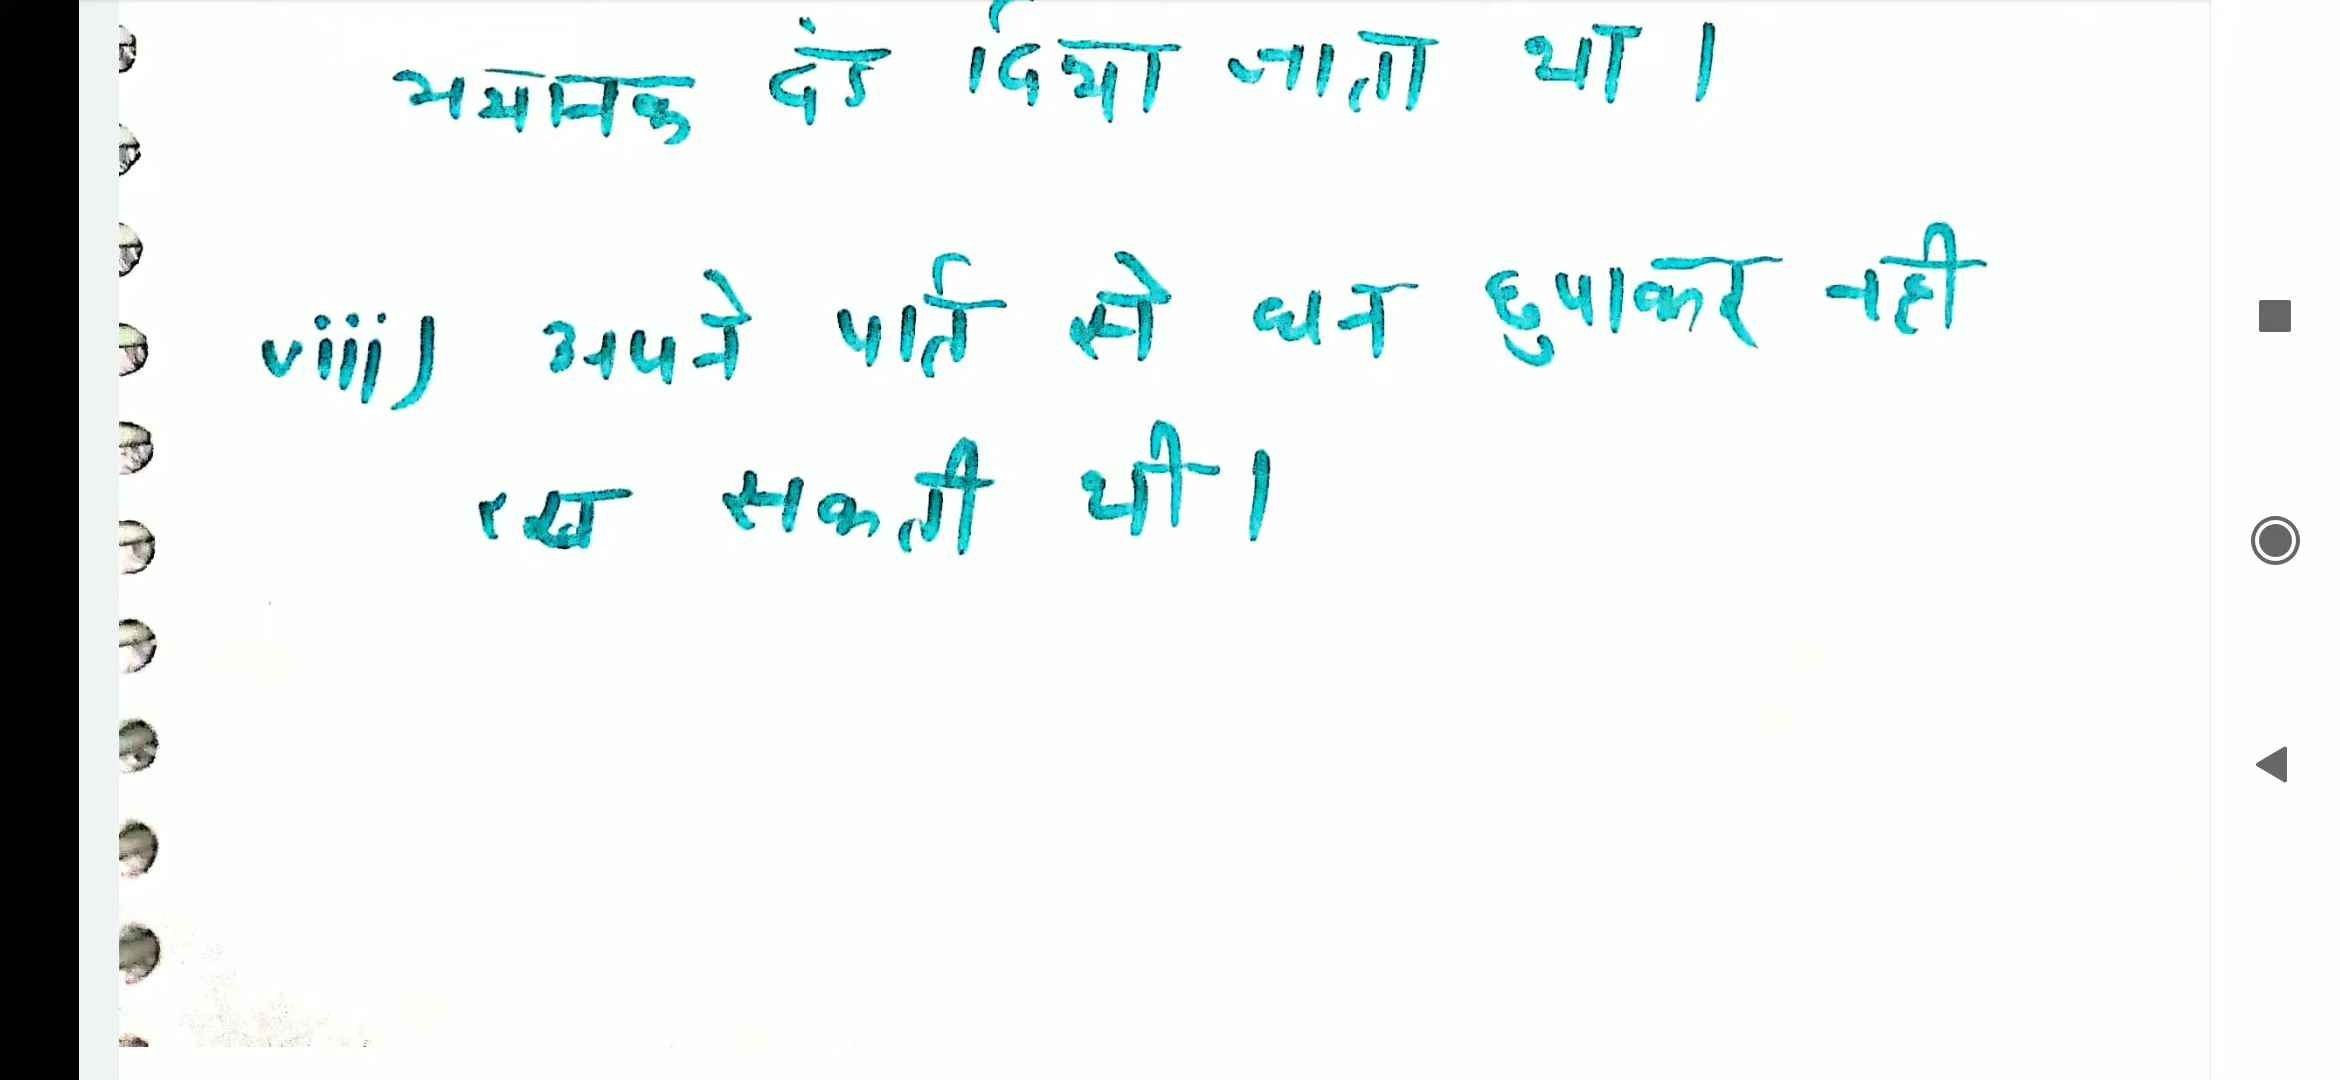 भयानक दंड दिया जाता था।
viii) अपने पति से धन छुपाकर नही
रख सकती थी।